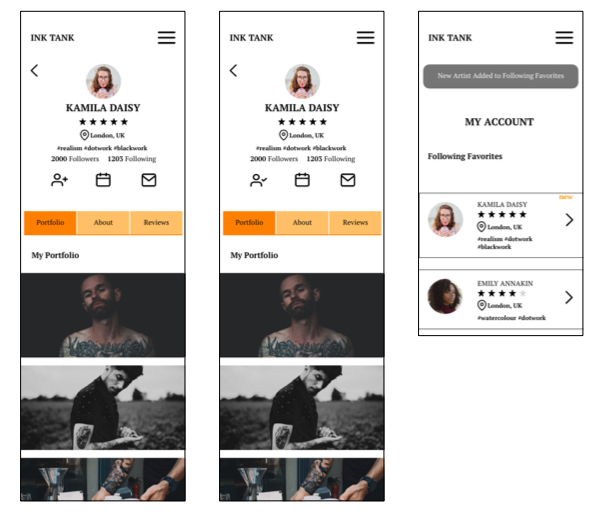 INK TANK
KAMILA DAISY
London, UK
#realism #dotwork #blackwork
2000 Followers 1205 Following
Portfolio About Reviews
My Portfolio
INK TANK
KAMILA DAISY
London, UK
#realism #dotwork #blackwork
2000 Followers 1205 Following
Portfolio About Reviews
My Portfolio
INK TANK
New Artist Added to Following Favorites
MY ACCOUNT
Following Favorites
new
KAMILA DAISY
London, UK
#realism #dotwork
#blackwork
EMILY ANNAKIN
London, UK
#watercolour #dotwork